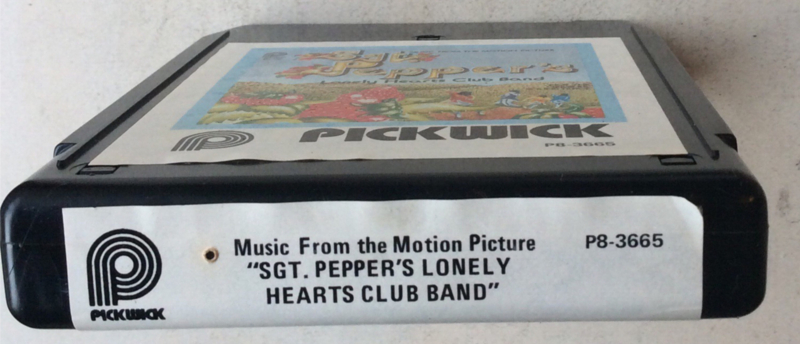 Sgt.
Pepper's
Lonely Hearts Club Band
PICKWICK
P8-3665
Music From the Motion Picture
P8-3665
"SGT. PEPPER'S LONELY
HEARTS CLUB BAND"
PICKWICK